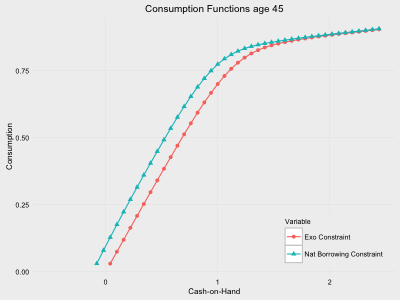 Consumption Functions age 45
Consumption
0.75
0.50
0.25
0.00
0
1
2
Cash-on-Hand
Variable
Exo Constraint
Nat Borrowing Constraint